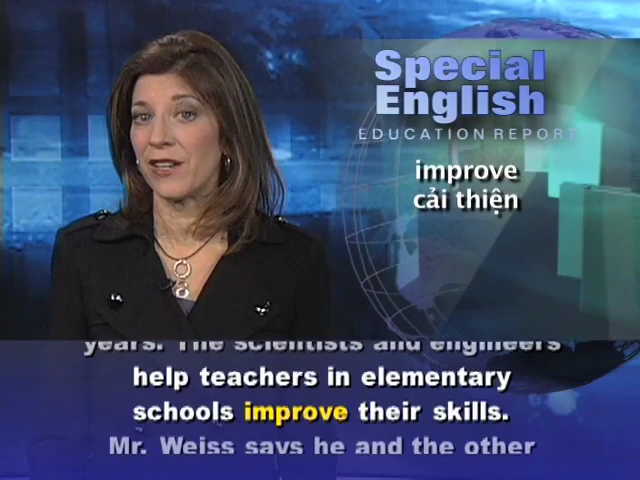 Special
English
EDUCATION REPORT
improve
cải thiện
years. The scientists and engineers
help teachers in elementary
schools improve their skills.
Mr. Weiss says he and the other